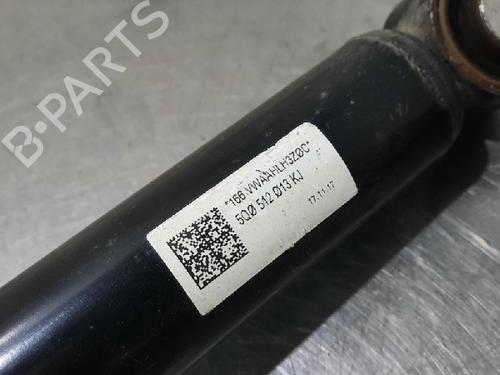 B-PARTS
*166 VWAAHLH3Z0C*
5Q0 512 013 KJ
17.11.17